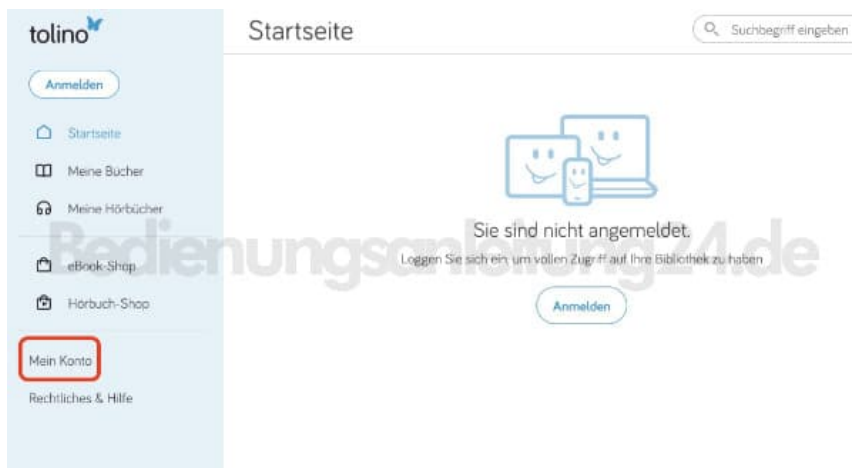 tolino
Startseite
Suchbegriff eingeben
Anmelden
Startseite
Meine Bücher
Meine Hörbücher
eBook-Shop
Hörbuch-Shop
Mein Konto
Rechtliches & Hilfe
Sie sind nicht angemeldet.
Loggen Sie sich ein, um vollen Zugriff auf Ihre Bibliothek zu haben
Anmelden
Bedienungsanleitung24.de